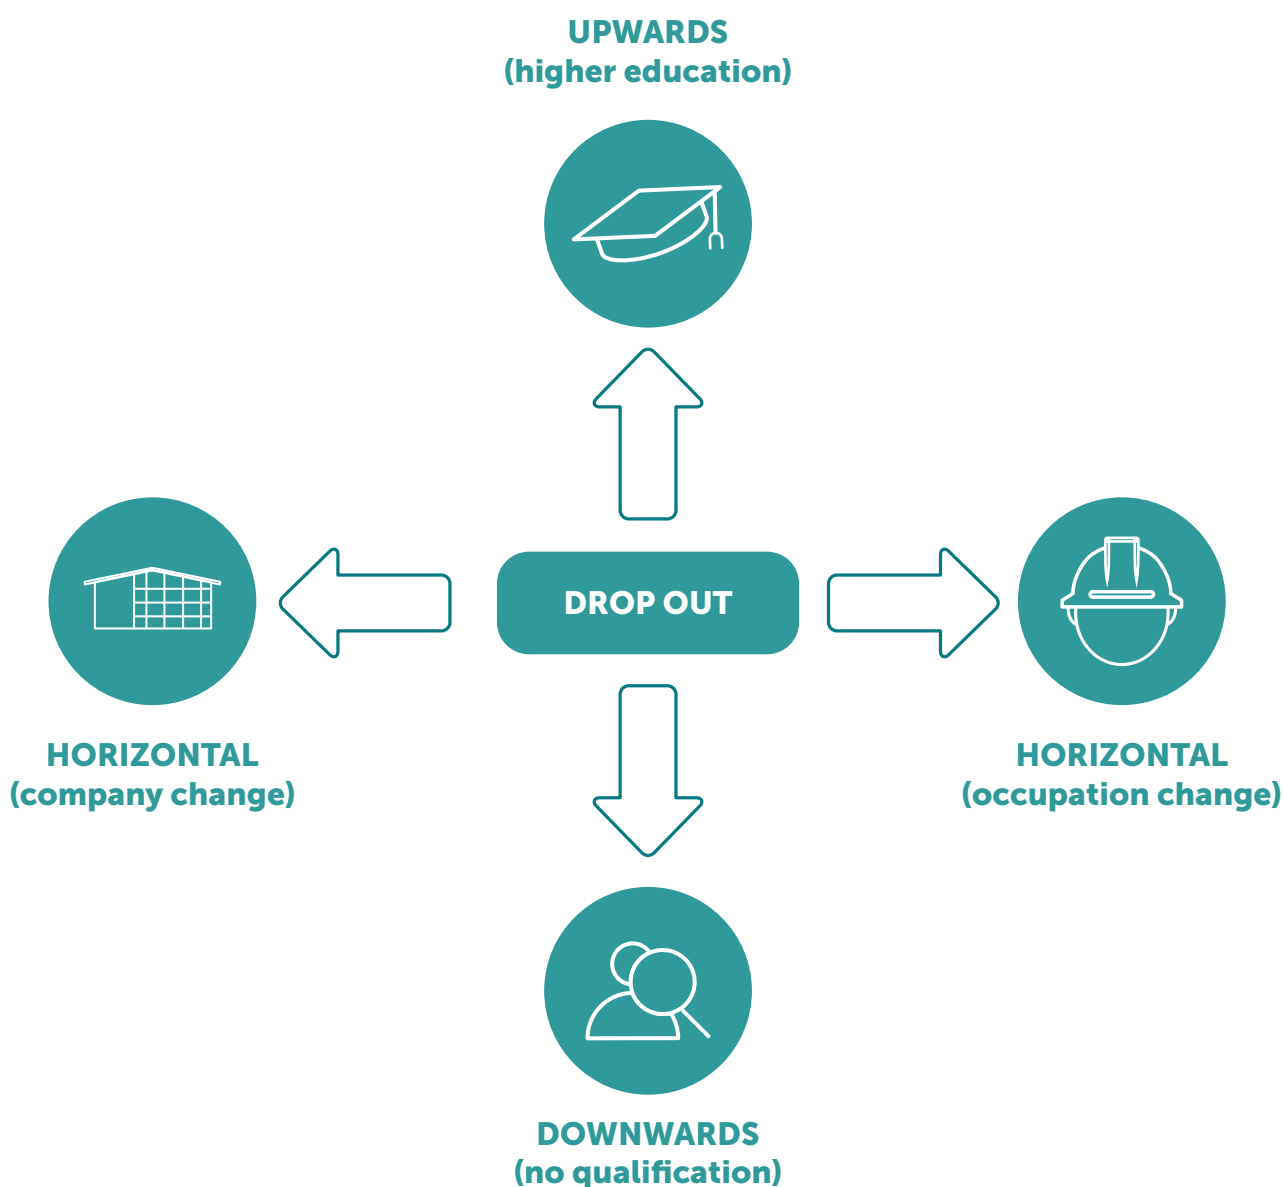 UPWARDS
(higher education)
DROP OUT
HORIZONTAL
(company change)
HORIZONTAL
(occupation change)
DOWNWARDS
(no qualification)